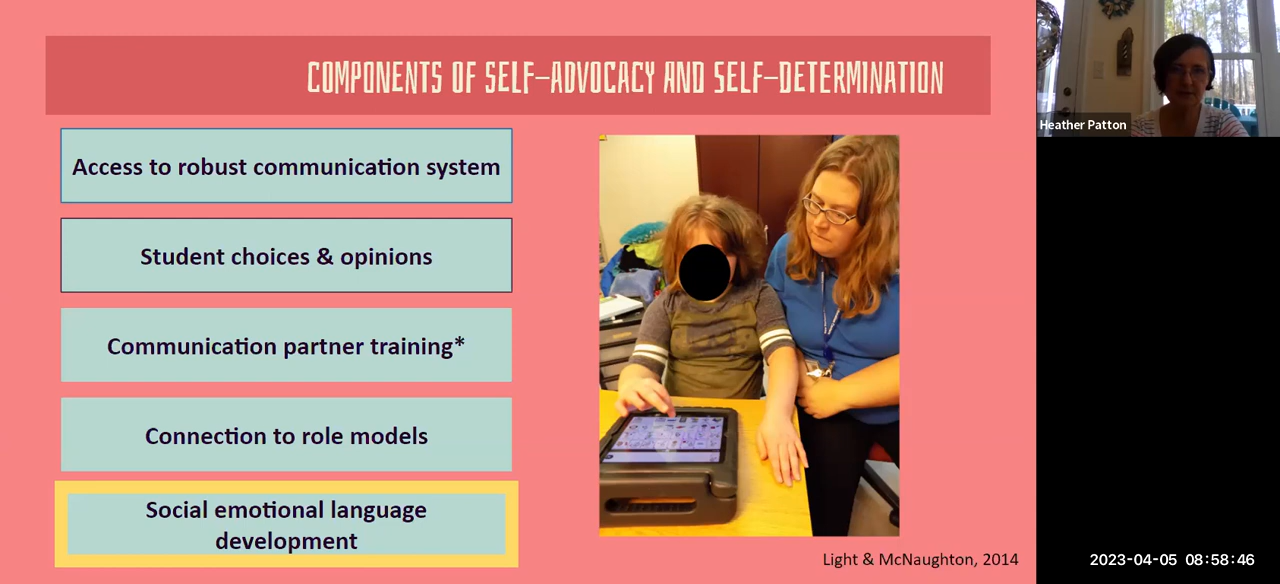 COMPONENTS OF SELF-ADVOCACY AND SELF-DETERMINATION
Access to robust communication system
Student choices & opinions
Communication partner training*
Connection to role models
Social emotional language
development
Light & McNaughton, 2014
Heather Patton
2023-04-05 08:58:46